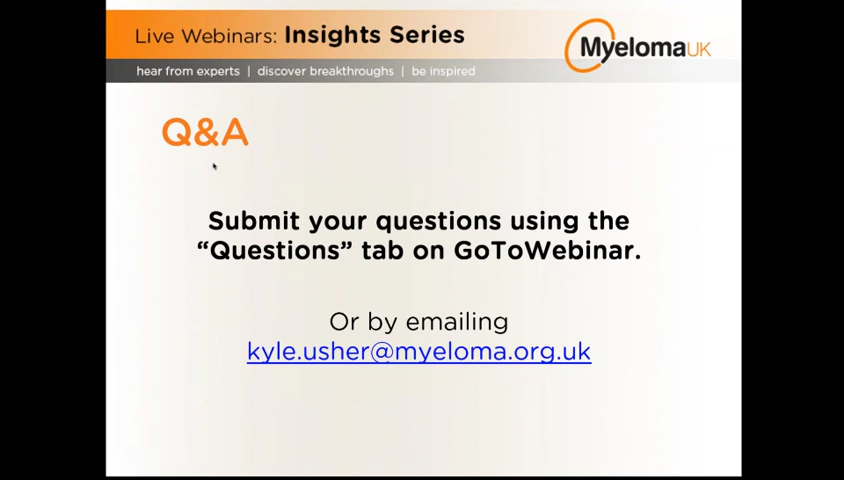 Live Webinars: Insights Series
MyelomaUK
hear from experts | discover breakthroughs | be inspired
Q&A
Submit your questions using the
“Questions” tab on GoToWebinar.
Or by emailing
kyle.usher@myeloma.org.uk